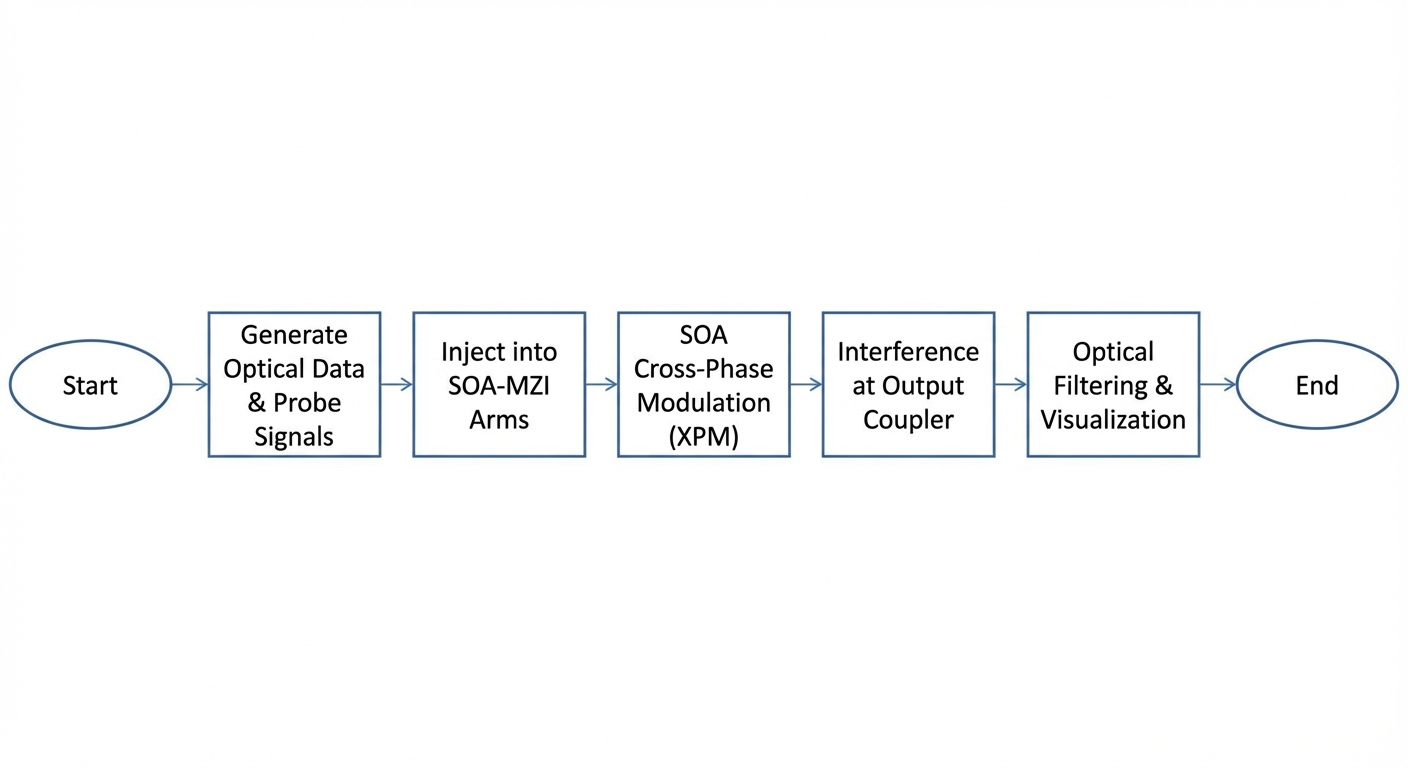 Start
Generate
Optical Data
& Probe
Signals
Inject into
SOA-MZI
Arms
SOA
Cross-Phase
Modulation
(XPM)
Interference
at Output
Coupler
Optical
Filtering &
Visualization
End